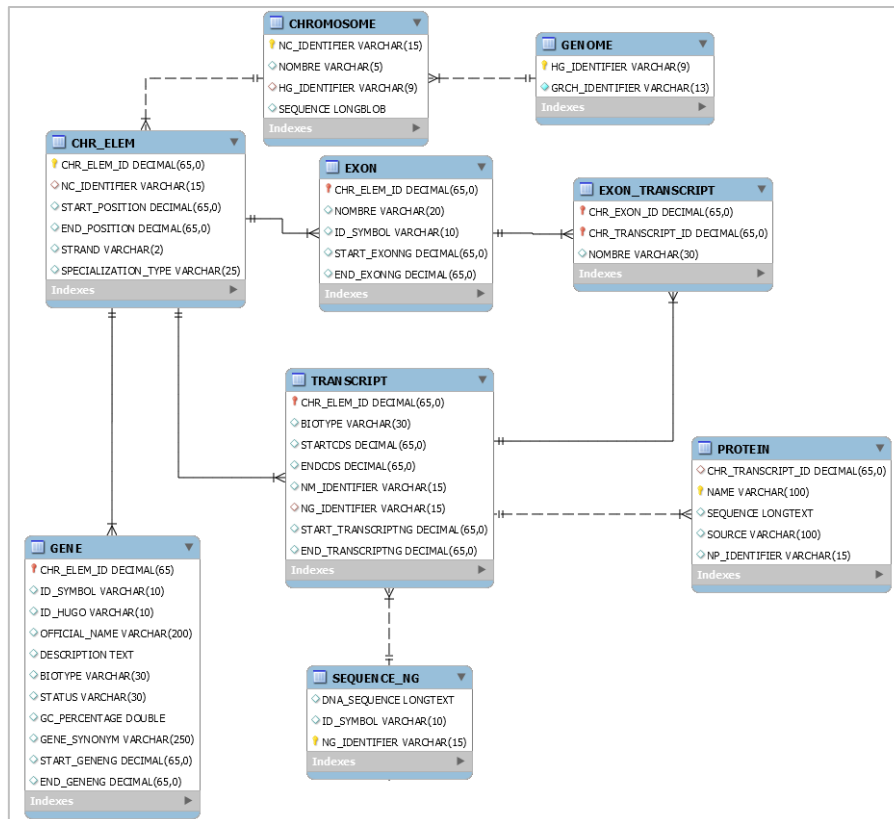 CHROMOSOME
NC_IDENTIFIER VARCHAR(15)
NOMBRE VARCHAR(5)
HG_IDENTIFIER VARCHAR(9)
SEQUENCE LONGBLOB
Indexes
GENOME
HG_IDENTIFIER VARCHAR(9)
GRCH_IDENTIFIER VARCHAR(13)
Indexes
CHR_ELEM
CHR_ELEM_ID DECIMAL(65,0)
NC_IDENTIFIER VARCHAR(15)
START_POSITION DECIMAL(65,0)
END_POSITION DECIMAL(65,0)
STRAND VARCHAR(2)
SPECIALIZATION_TYPE VARCHAR(25)
Indexes
EXON
CHR_ELEM_ID DECIMAL(65,0)
NOMBRE VARCHAR(20)
ID_SYMBOL VARCHAR(10)
START_EXONNG DECIMAL(65,0)
END_EXONNG DECIMAL(65,0)
Indexes
EXON_TRANSCRIPT
CHR_EXON_ID DECIMAL(65,0)
CHR_TRANSCRIPT_ID DECIMAL(65,0)
NOMBRE VARCHAR(30)
Indexes
TRANSCRIPT
CHR_ELEM_ID DECIMAL(65,0)
BIOTYPE VARCHAR(30)
STARTCDS DECIMAL(65,0)
ENDCDS DECIMAL(65,0)
NM_IDENTIFIER VARCHAR(15)
NG_IDENTIFIER VARCHAR(15)
START_TRANSCRIPTNG DECIMAL(65,0)
END_TRANSCRIPTNG DECIMAL(65,0)
Indexes
PROTEIN
CHR_TRANSCRIPT_ID DECIMAL(65,0)
NAME VARCHAR(100)
SEQUENCE LONGTEXT
SOURCE VARCHAR(100)
NP_IDENTIFIER VARCHAR(15)
Indexes
GENE
CHR_ELEM_ID DECIMAL(65)
ID_SYMBOL VARCHAR(10)
ID_HUGO VARCHAR(10)
OFFICIAL_NAME VARCHAR(200)
DESCRIPTION TEXT
BIOTYPE VARCHAR(30)
STATUS VARCHAR(30)
GC_PERCENTAGE DOUBLE
GENE_SYNONYM VARCHAR(250)
START_GENENG DECIMAL(65,0)
END_GENENG DECIMAL(65,0)
Indexes
SEQUENCE_NG
DNA_SEQUENCE LONGTEXT
ID_SYMBOL VARCHAR(10)
NG_IDENTIFIER VARCHAR(15)
Indexes